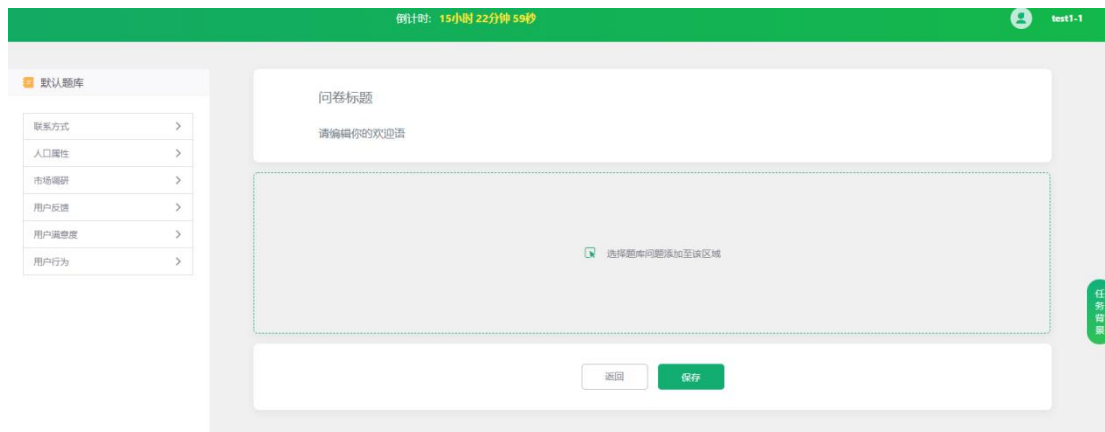 倒计时: 15小时 22分钟 59秒
test1-1
默认题库
联系方式
人口属性
市场调研
用户反馈
用户满意度
用户行为
问卷标题
请编辑你的欢迎语
选择题库问题添加至该区域
任务背景
返回
保存